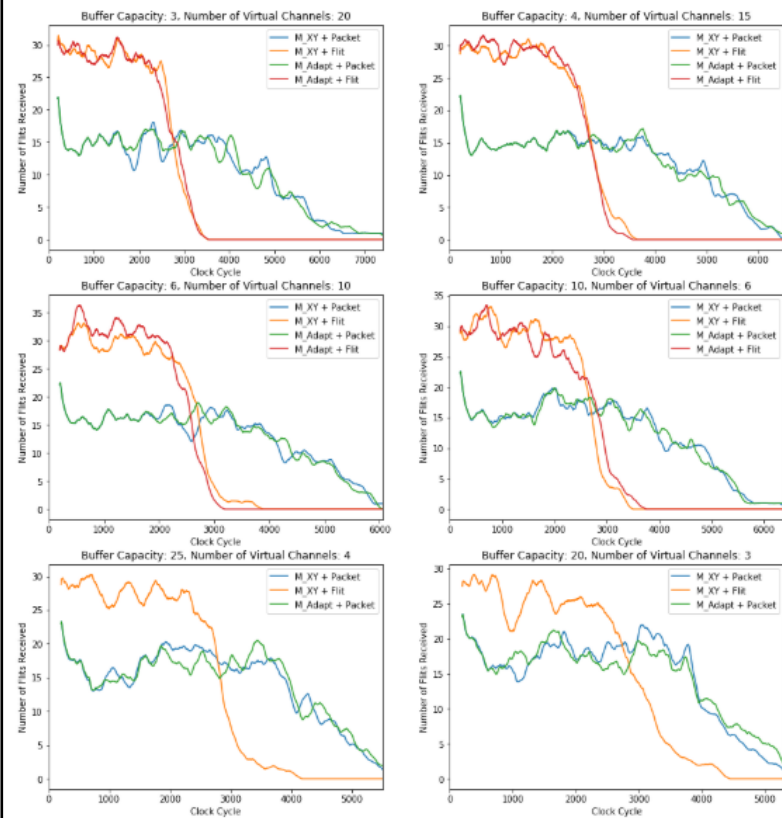 Buffer Capacity: 3, Number of Virtual Channels: 20
M_XY + Packet
M_XY + Flit
M_Adapt + Packet
M_Adapt + Flit
Number of Flits Received
30
25
20
15
10
5
0
0 1000 2000 3000 4000 5000 6000 7000
Clock Cycle
Buffer Capacity: 4, Number of Virtual Channels: 15
M_XY + Packet
M_XY + Flit
M_Adapt + Packet
M_Adapt + Flit
Number of Flits Received
30
25
20
15
10
5
0
0 1000 2000 3000 4000 5000 6000
Clock Cycle
Buffer Capacity: 6, Number of Virtual Channels: 10
M_XY + Packet
M_XY + Flit
M_Adapt + Packet
M_Adapt + Flit
Number of Flits Received
35
30
25
20
15
10
5
0
0 1000 2000 3000 4000 5000 6000
Clock Cycle
Buffer Capacity: 10, Number of Virtual Channels: 6
M_XY + Packet
M_XY + Flit
M_Adapt + Packet
M_Adapt + Flit
Number of Flits Received
35
30
25
20
15
10
5
0
0 1000 2000 3000 4000 5000 6000
Clock Cycle
Buffer Capacity: 25, Number of Virtual Channels: 4
M_XY + Packet
M_XY + Flit
M_Adapt + Packet
Number of Flits Received
30
25
20
15
10
5
0
0 1000 2000 3000 4000 5000
Clock Cycle
Buffer Capacity: 20, Number of Virtual Channels: 3
M_XY + Packet
M_XY + Flit
M_Adapt + Packet
Number of Flits Received
30
25
20
15
10
5
0
0 1000 2000 3000 4000 5000
Clock Cycle